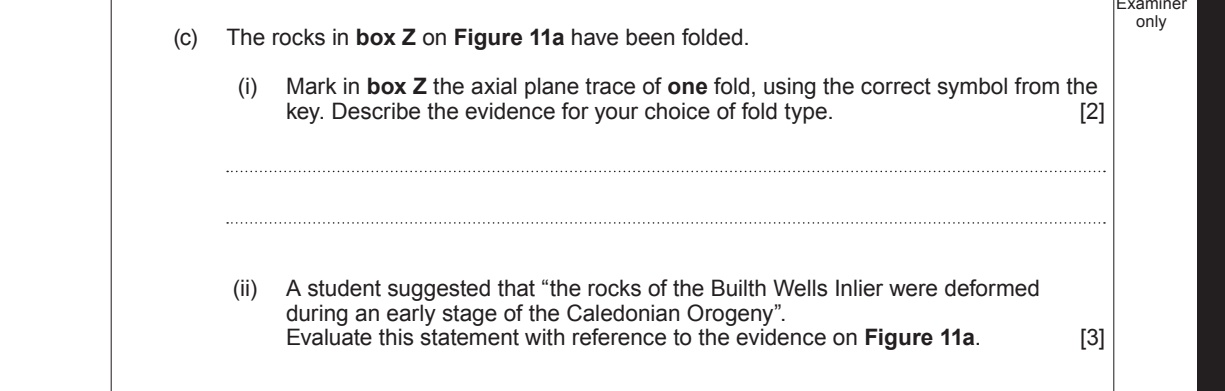 Examiner
only
(c) The rocks in box Z on Figure 11a have been folded.
(i) Mark in box Z the axial plane trace of one fold, using the correct symbol from the
key. Describe the evidence for your choice of fold type. [2]
(ii) A student suggested that “the rocks of the Builth Wells Inlier were deformed
during an early stage of the Caledonian Orogeny”.
Evaluate this statement with reference to the evidence on Figure 11a. [3]